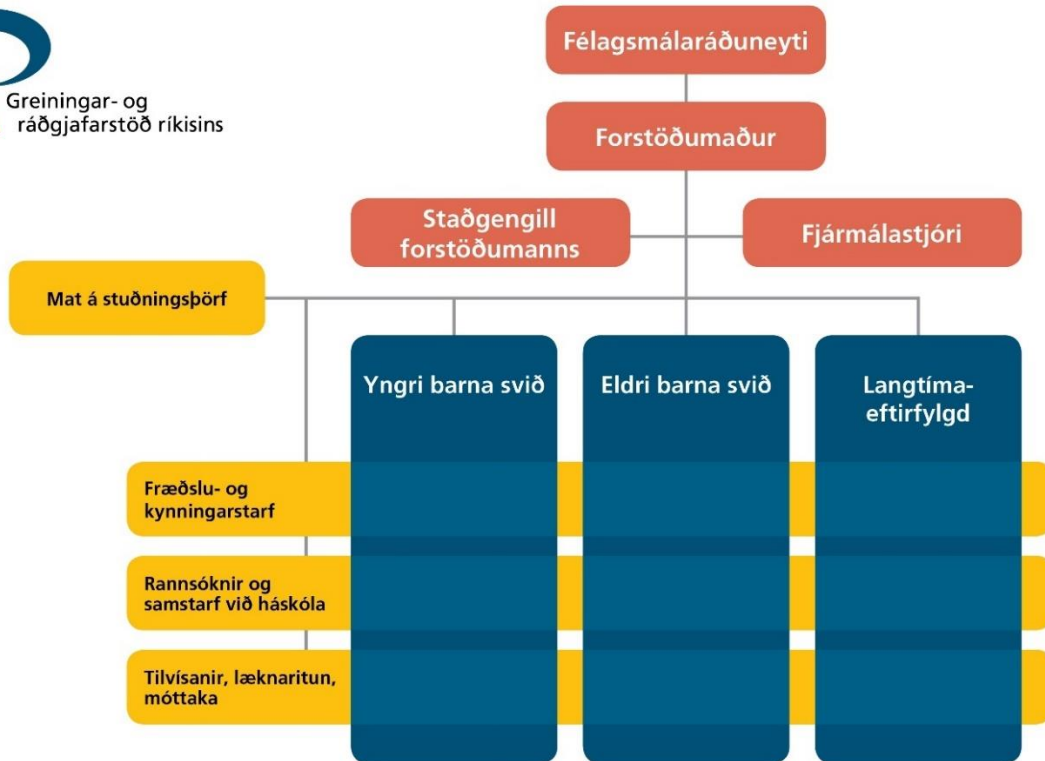 Greiningar- og
ráðgjafarstöð ríkisins
Félagsmálaráðuneyti
Forstöðumaður
Staðgengill
forstöðumanns
Fjármálastjóri
Mat á stuðningsþörf
Yngri barna svið
Eldri barna svið
Langtíma-
eftirfylgd
Fræðslu- og
kynningarstarf
Rannsóknir og
samstarf við háskóla
Tilvísanir, læknaritun,
móttaka